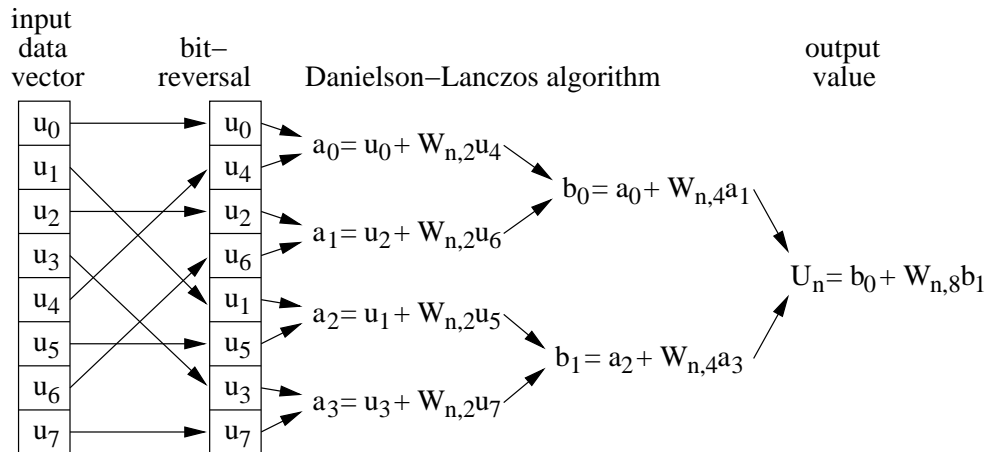 input
data
vector
bit–
reversal
Danielson–Lanczos algorithm
output
value
u0
u1
u2
u3
u4
u5
u6
u7
u0
u4
u2
u6
u1
u5
u3
u7
a0= u0+ Wn,2u4
a1= u2+ Wn,2u6
a2= u1+ Wn,2u5
a3= u3+ Wn,2u7
b0= a0+ Wn,4a1
b1= a2+ Wn,4a3
Un= b0+ Wn,8b1